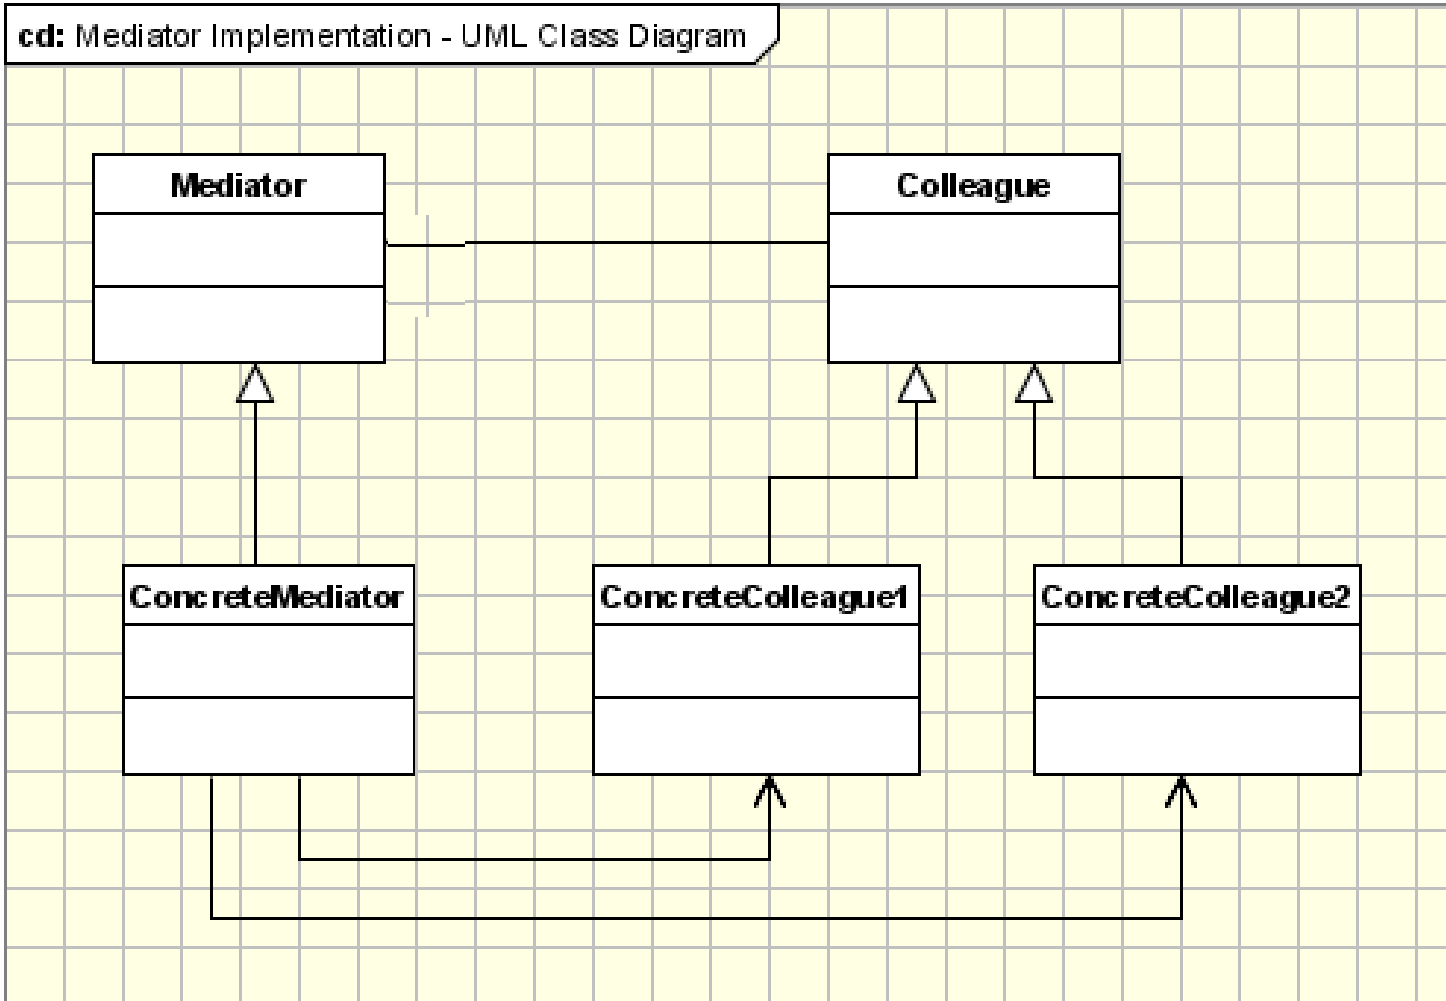 cd: Mediator Implementation - UML Class Diagram
Mediator
Colleague
ConcreteMediator
ConcreteColleague1
ConcreteColleague2